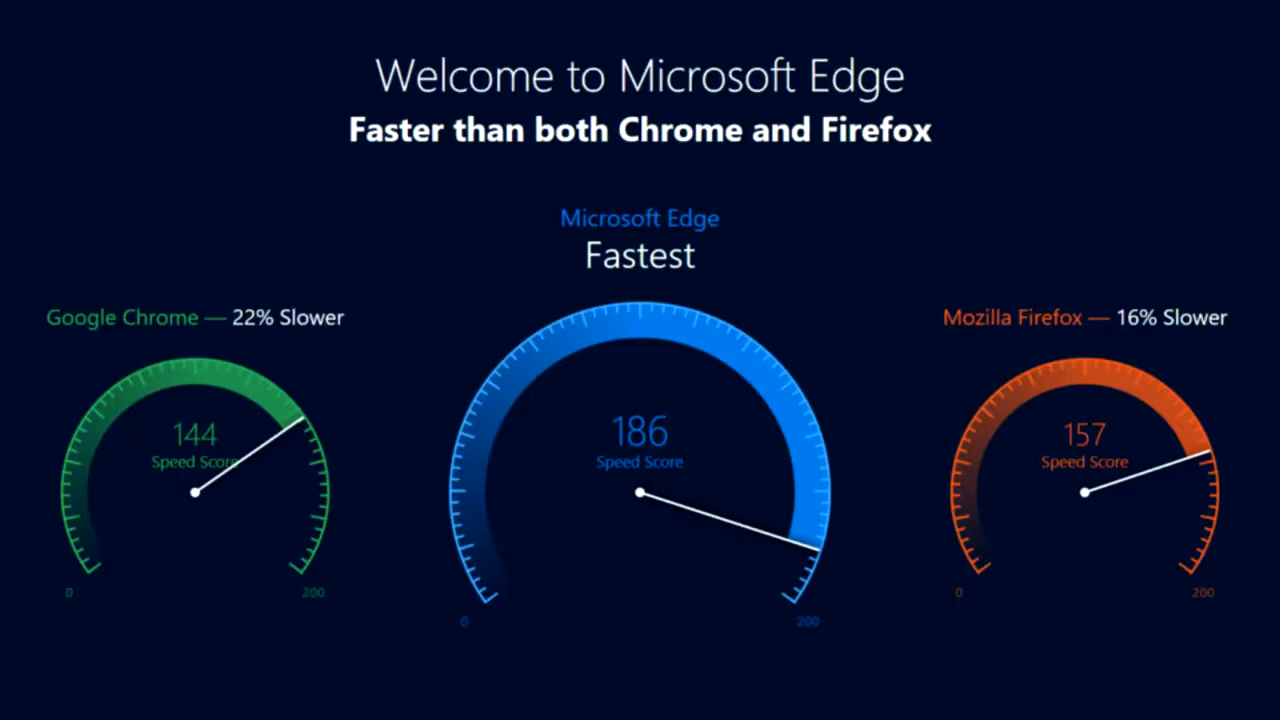 Welcome to Microsoft Edge
Faster than both Chrome and Firefox
Microsoft Edge
Fastest
Google Chrome — 22% Slower
Mozilla Firefox — 16% Slower
144
Speed Score
186
Speed Score
157
Speed Score
0
200
0
200
0
200